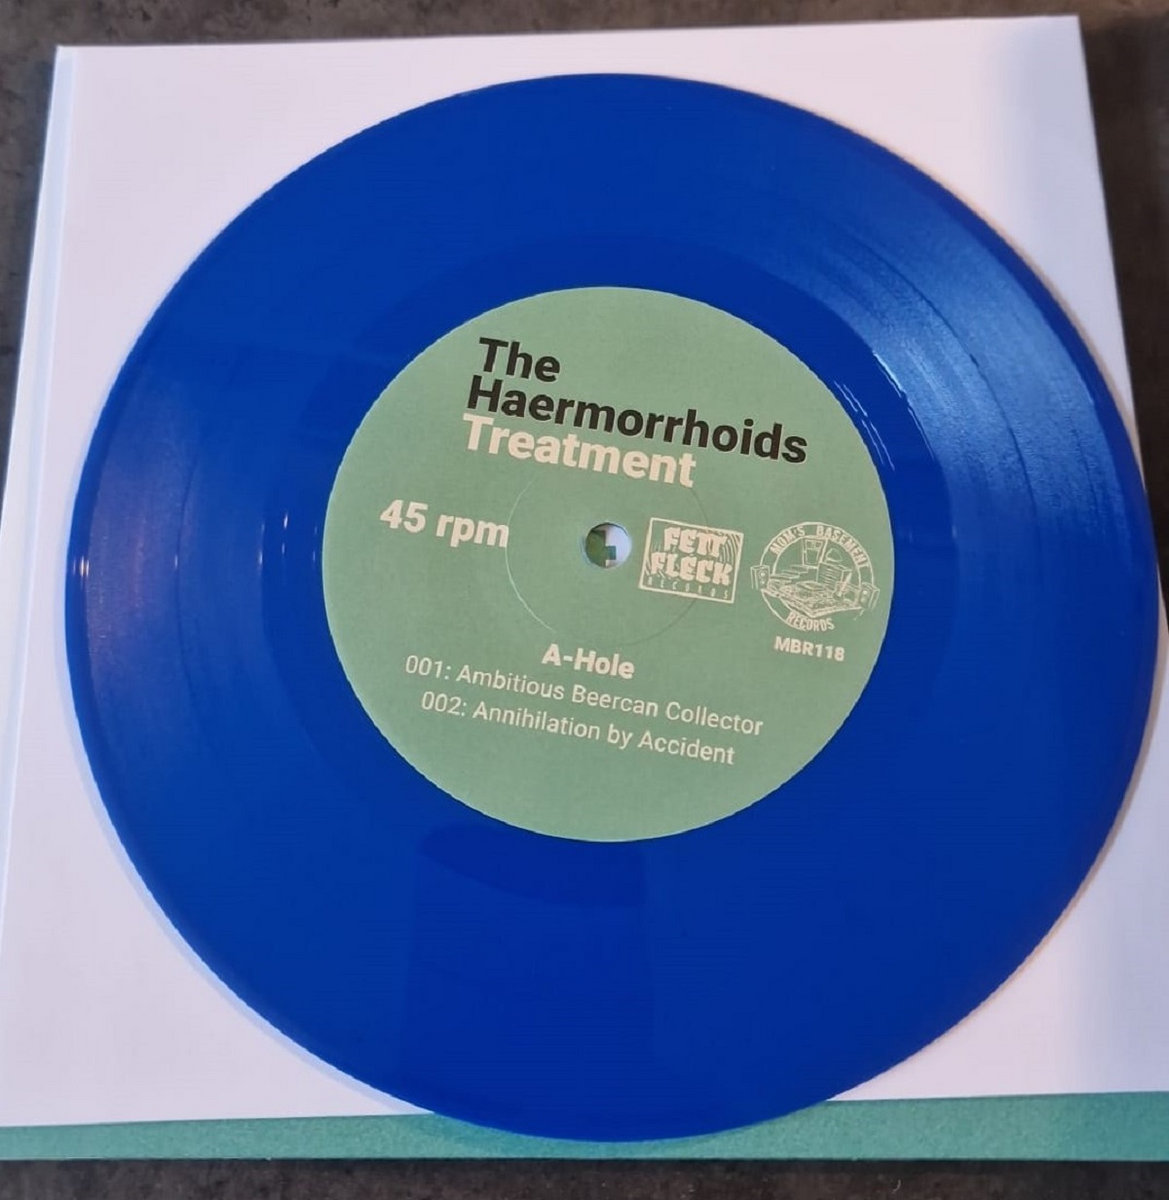 The
Haermorrhoids
Treatment
45 rpm
FETT
FLECK
RECORDS
MOM'S BASEMENT
RECORDS
MBR118
A-Hole
001: Ambitious Beercan Collector
002: Annihilation by Accident